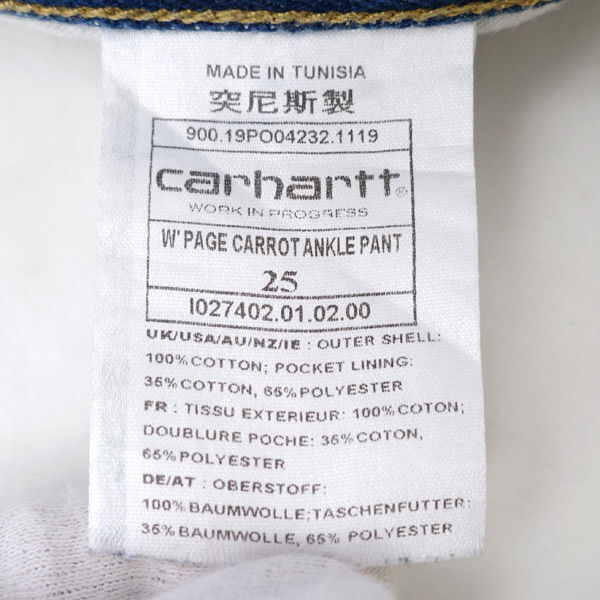 MADE IN TUNISIA
突尼斯製
900.19PO04232.1119
carhartt®
WORK IN PROGRESS
W' PAGE CARROT ANKLE PANT
25
I027402.01.02.00
UK/USA/AU/NZ/IE : OUTER SHELL:
100% COTTON; POCKET LINING:
35% COTTON, 65% POLYESTER
FR : TISSU EXTERIEUR: 100% COTON;
DOUBLURE POCHE: 35% COTON,
65% POLYESTER
DE/AT : OBERSTOFF:
100% BAUMWOLLE; TASCHENFUTTER:
35% BAUMWOLLE, 65% POLYESTER